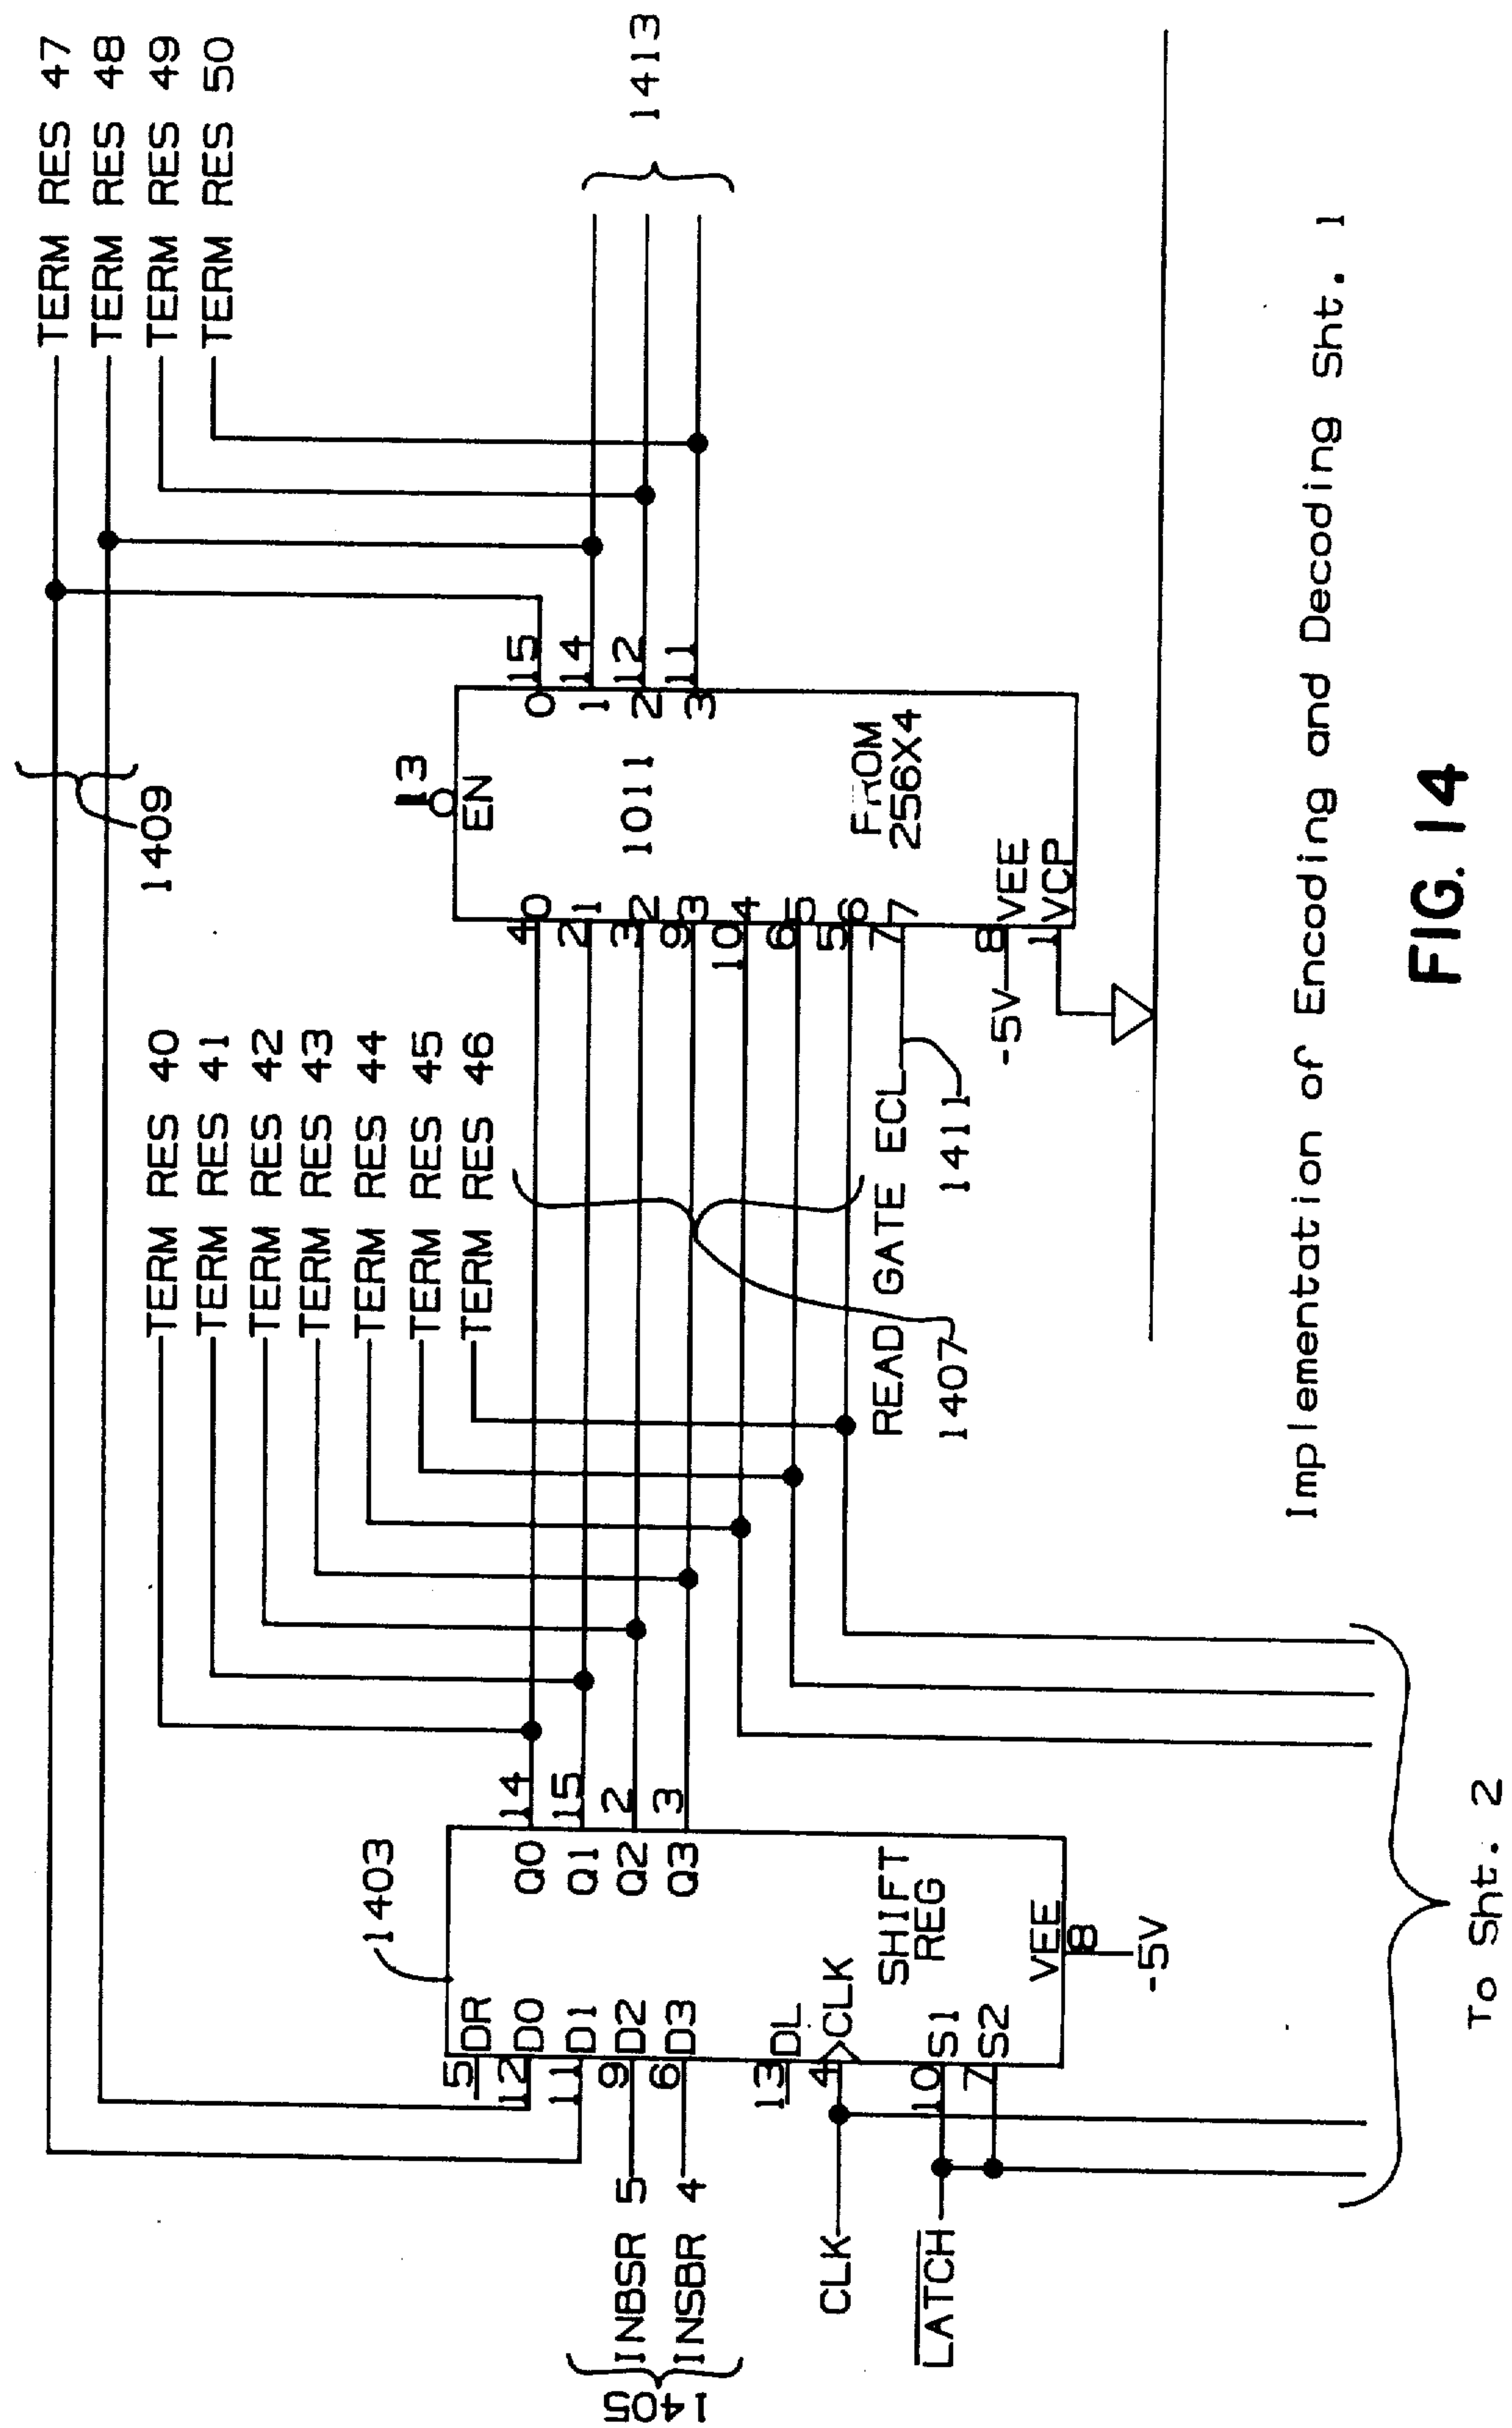 TERM RES 47
TERM RES 48
TERM RES 49
TERM RES 50
1409
1413
TERM RES 40
TERM RES 41
TERM RES 42
TERM RES 43
TERM RES 44
TERM RES 45
TERM RES 46
1403
5 DR
12 D0
11 D1
9 D2
6 D3
13 DL
4 CLK
10 S1
7 S2
Q0 14
Q1 15
Q2 2
Q3 3
SHIFT
REG
VEE
8
-5V
INBSR 5
INSBR 4
1405
CLK
LATCH
13
EN
1011
4 0
2 1
3 2
9 3
10 4
6 5
5 6
7 7
8 VEE
1 VCP
0 15
1 14
2 12
3 11
256X4
READ GATE ECL
1407
1411
-5V
To Sht. 2
Implementation of Encoding and Decoding Sht. 1
FIG. 14